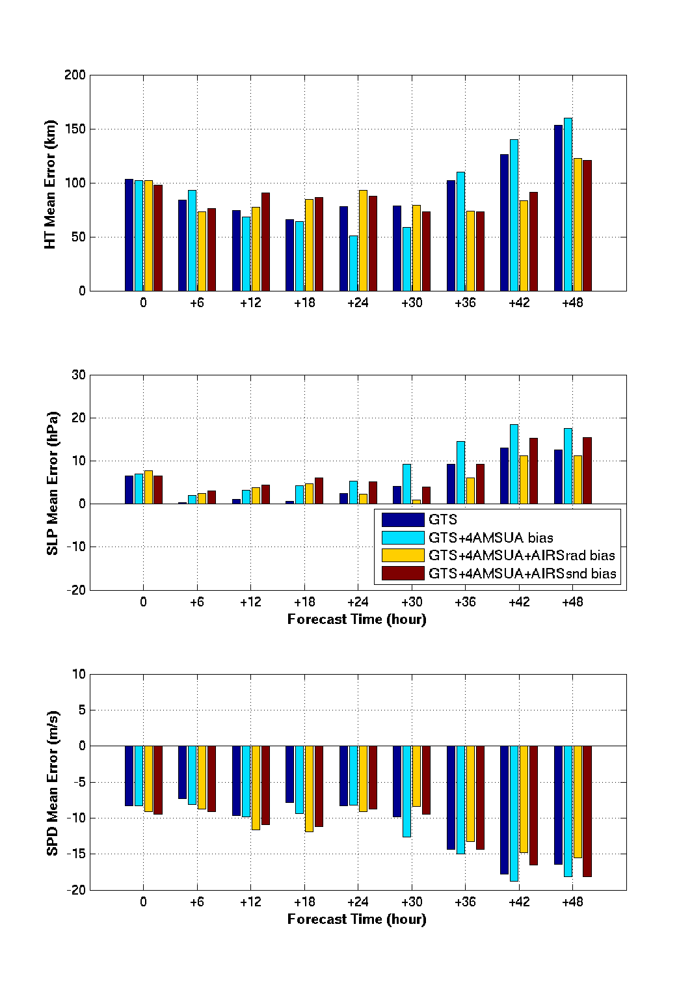 200
150
100
50
0
HT Mean Error (km)
0 +6 +12 +18 +24 +30 +36 +42 +48
30
20
10
0
-10
-20
SLP Mean Error (hPa)
GTS
GTS+4AMSUA bias
GTS+4AMSUA+AIRSrad bias
GTS+4AMSUA+AIRSsnd bias
0 +6 +12 +18 +24 +30 +36 +42 +48
Forecast Time (hour)
10
5
0
-5
-10
-15
-20
SPD Mean Error (m/s)
0 +6 +12 +18 +24 +30 +36 +42 +48
Forecast Time (hour)